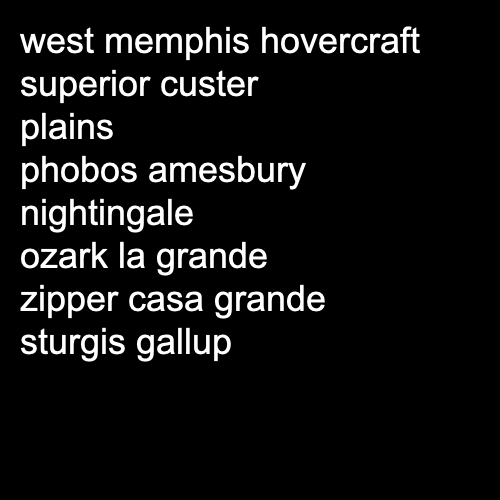 west memphis hovercraft
superior custer
plains
phobos amesbury
nightingale
ozark la grande
zipper casa grande
sturgis gallup